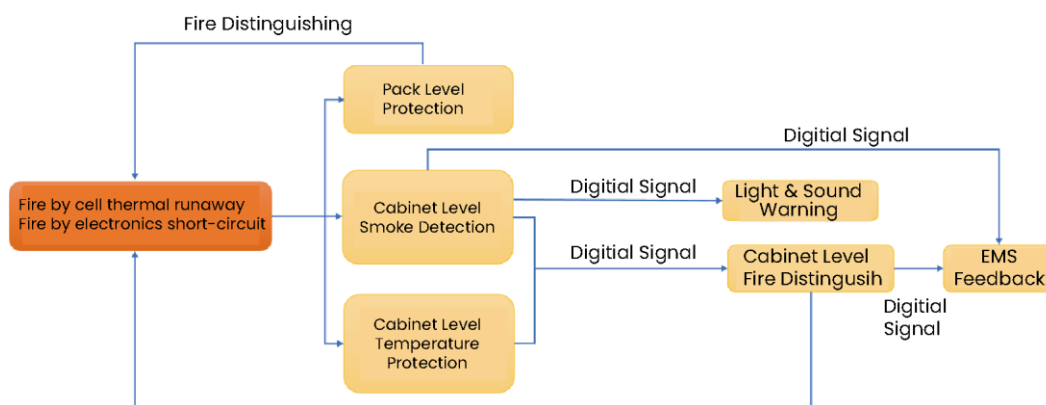 Fire Distinguishing
Pack Level
Protection
Digitial Signal
Fire by cell thermal runaway
Fire by electronics short-circuit
Cabinet Level
Smoke Detection
Digitial Signal
Light & Sound
Warning
Digitial Signal
Cabinet Level
Fire Distingusih
EMS
Feedback
Digitial
Signal
Cabinet Level
Temperature
Protection